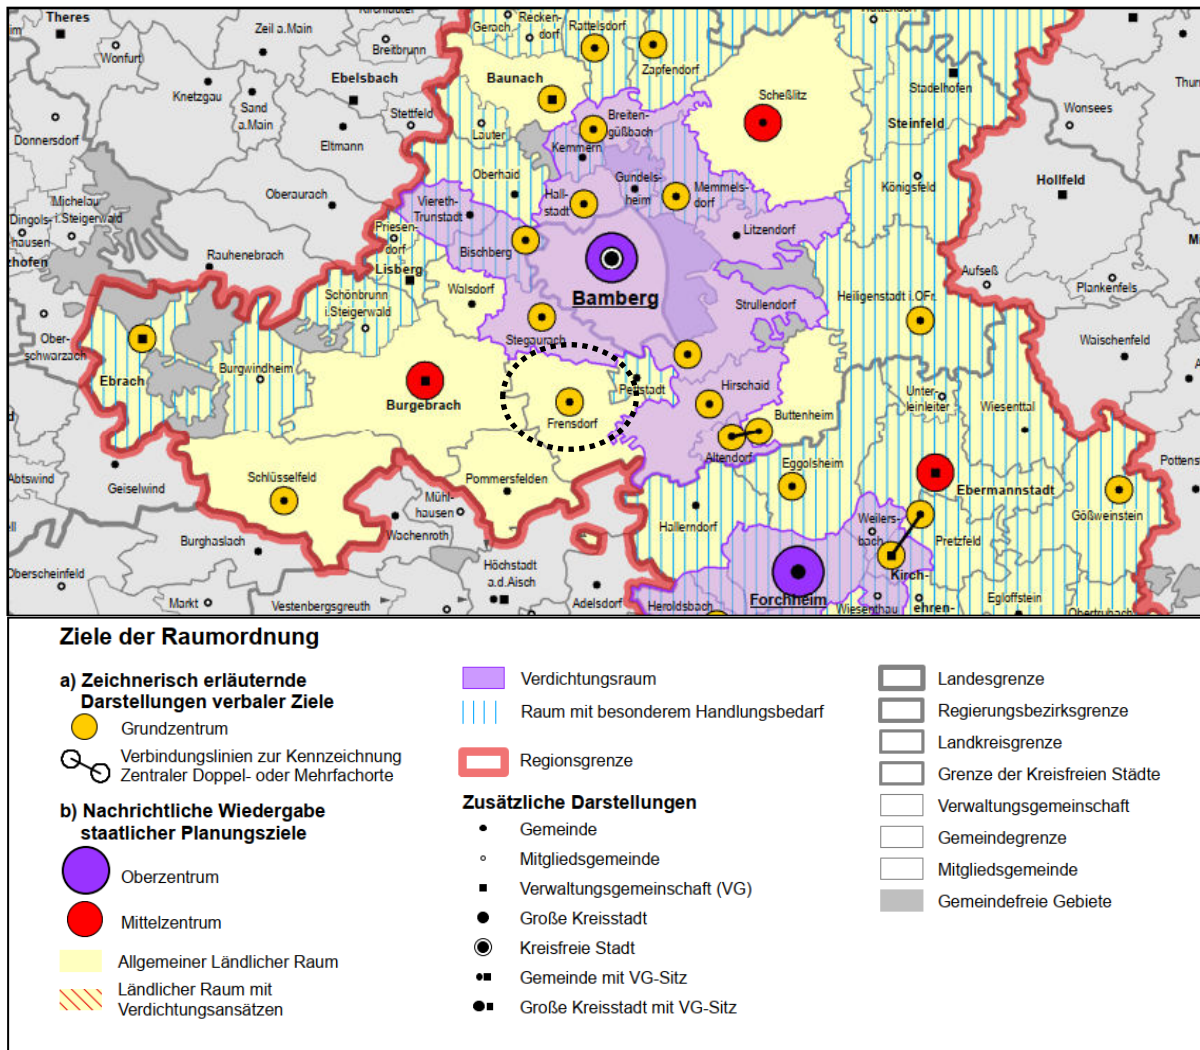 Theres
Wonfurt
Zeil a.Main
Kirchlauter
Breitbrunn
Gerach
Recken-
dorf
Rattelsdorf
Zapfendorf
Wattendorf
Stadelhofen
Ebelsbach
Baunach
Scheßlitz
Knetzgau
Sand
a.Main
Stettfeld
Lauter
Breiten-
güßbach
Wonsees
Steinfeld
Donnersdorf
Eltmann
Kemmern
Oberhaid
Gundels-
heim
Hall-
stadt
Memmels-
dorf
Königsfeld
Hollfeld
Michelau
i.Steigerwald
Oberaurach
Viereth-
Trunstadt
Dingols-
hausen
Priesen-
dorf
Litzendorf
Bischberg
Rauhenebrach
Lisberg
Aufseß
Plankenfels
Walsdorf
Bamberg
Strullendorf
Heiligenstadt i.OFr.
Schönbrunn
i.Steigerwald
Ober-
schwarzach
Stegaurach
Waischenfeld
Ebrach
Burgwindheim
Pettstadt
Hirschaid
Unter-
leinleiter
Wiesenttal
Burgebrach
Frensdorf
Buttenheim
Altendorf
Eggolsheim
Abtswind
Geiselwind
Schlüsselfeld
Pommersfelden
Ebermannstadt
Pottenst
Mühl-
hausen
Wachenroth
Hallerndorf
Gößweinstein
Weilers-
bach
Pretzfeld
Burghaslach
Höchstadt
a.d.Aisch
Kirch-
ehren-
Oberscheinfeld
Markt
Vestenbergsgreuth
Adelsdorf
Heroldsbach
Forchheim
Wiesenthau
Egloffstein
Obertrubach
Ziele der Raumordnung
a) Zeichnerisch erläuternde
Darstellungen verbaler Ziele
Grundzentrum
Verbindungslinien zur Kennzeichnung
Zentraler Doppel- oder Mehrfachorte
b) Nachrichtliche Wiedergabe
staatlicher Planungsziele
Oberzentrum
Mittelzentrum
Allgemeiner Ländlicher Raum
Ländlicher Raum mit
Verdichtungsansätzen
Verdichtungsraum
Raum mit besonderem Handlungsbedarf
Regionsgrenze
Zusätzliche Darstellungen
Gemeinde
Mitgliedsgemeinde
Verwaltungsgemeinschaft (VG)
Große Kreisstadt
Kreisfreie Stadt
Gemeinde mit VG-Sitz
Große Kreisstadt mit VG-Sitz
Landesgrenze
Regierungsbezirksgrenze
Landkreisgrenze
Grenze der Kreisfreien Städte
Verwaltungsgemeinschaft
Gemeindegrenze
Mitgliedsgemeinde
Gemeindefreie Gebiete